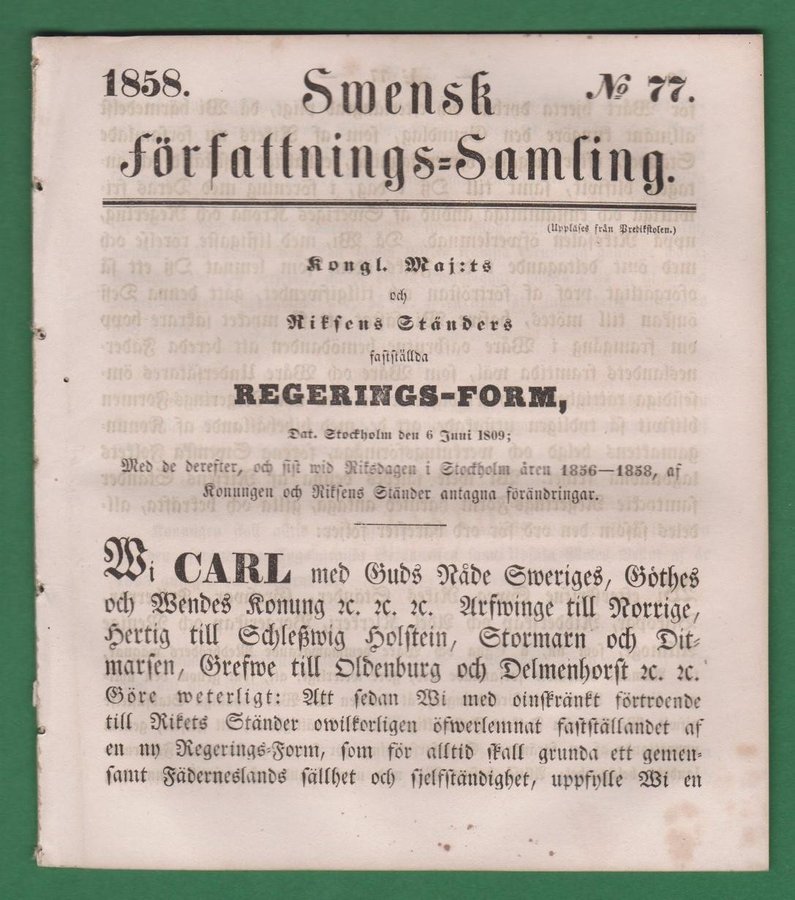 1858.
Swensk
№ 77.
Författnings=Samling.
(Uppläses från Predikstolen.)
Kongl. Maj:ts
och
Riksens Ständers
fastställda
REGERINGS-FORM,
Dat. Stockholm den 6 Juni 1809;
Med de derefter, och sist wid Riksdagen i Stockholm åren 1856—1858, af
Konungen och Riksens Ständer antagna förändringar.
Wi CARL med Guds Nåde Sweriges, Göthes
och Wendes Konung ꝛc. ꝛc. ꝛc. Arfwinge till Norrige,
Hertig till Schleßwig Holstein, Stormarn och Dit-
marsen, Grefwe till Oldenburg och Delmenhorst ꝛc. ꝛc.
Göre weterligt: Att sedan Wi med oinskränkt förtroende
till Rikets Ständer owilkorligen öfwerlemnat fastställandet af
en ny Regerings-Form, som för alltid skall grunda ett gemen-
samt Fäderneslands sällhet och sjelfständighet, uppfylle Wi en